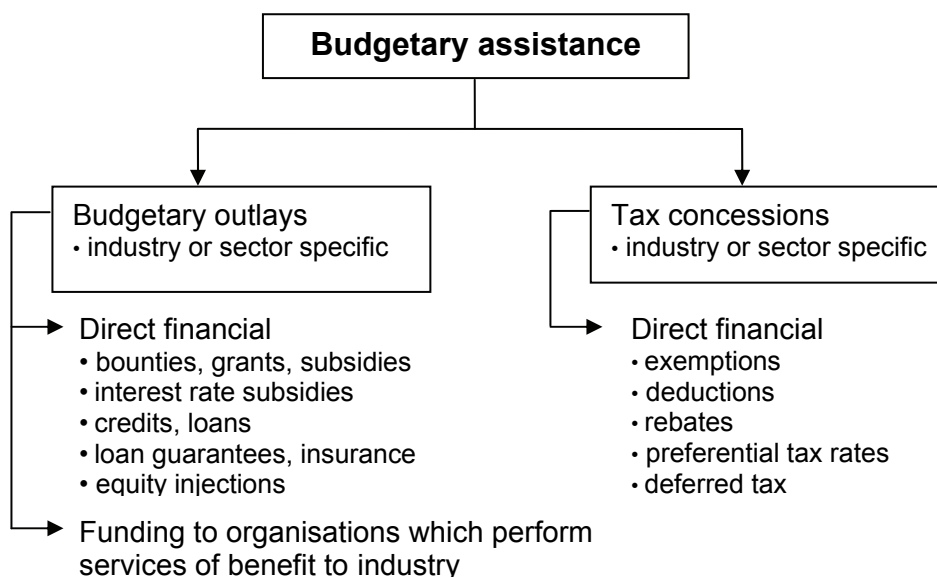 Budgetary assistance
Budgetary outlays
• industry or sector specific
Tax concessions
• industry or sector specific
Direct financial
• bounties, grants, subsidies
• interest rate subsidies
• credits, loans
• loan guarantees, insurance
• equity injections
Funding to organisations which perform
services of benefit to industry
Direct financial
• exemptions
• deductions
• rebates
• preferential tax rates
• deferred tax